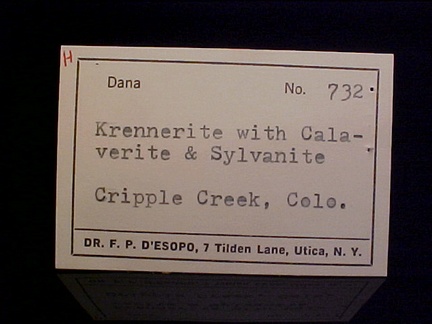 H
Dana No. 732
Krennerite with Cala-
verite & Sylvanite
Cripple Creek, Colo.
DR. F. P. D'ESOPO, 7 Tilden Lane, Utica, N. Y.